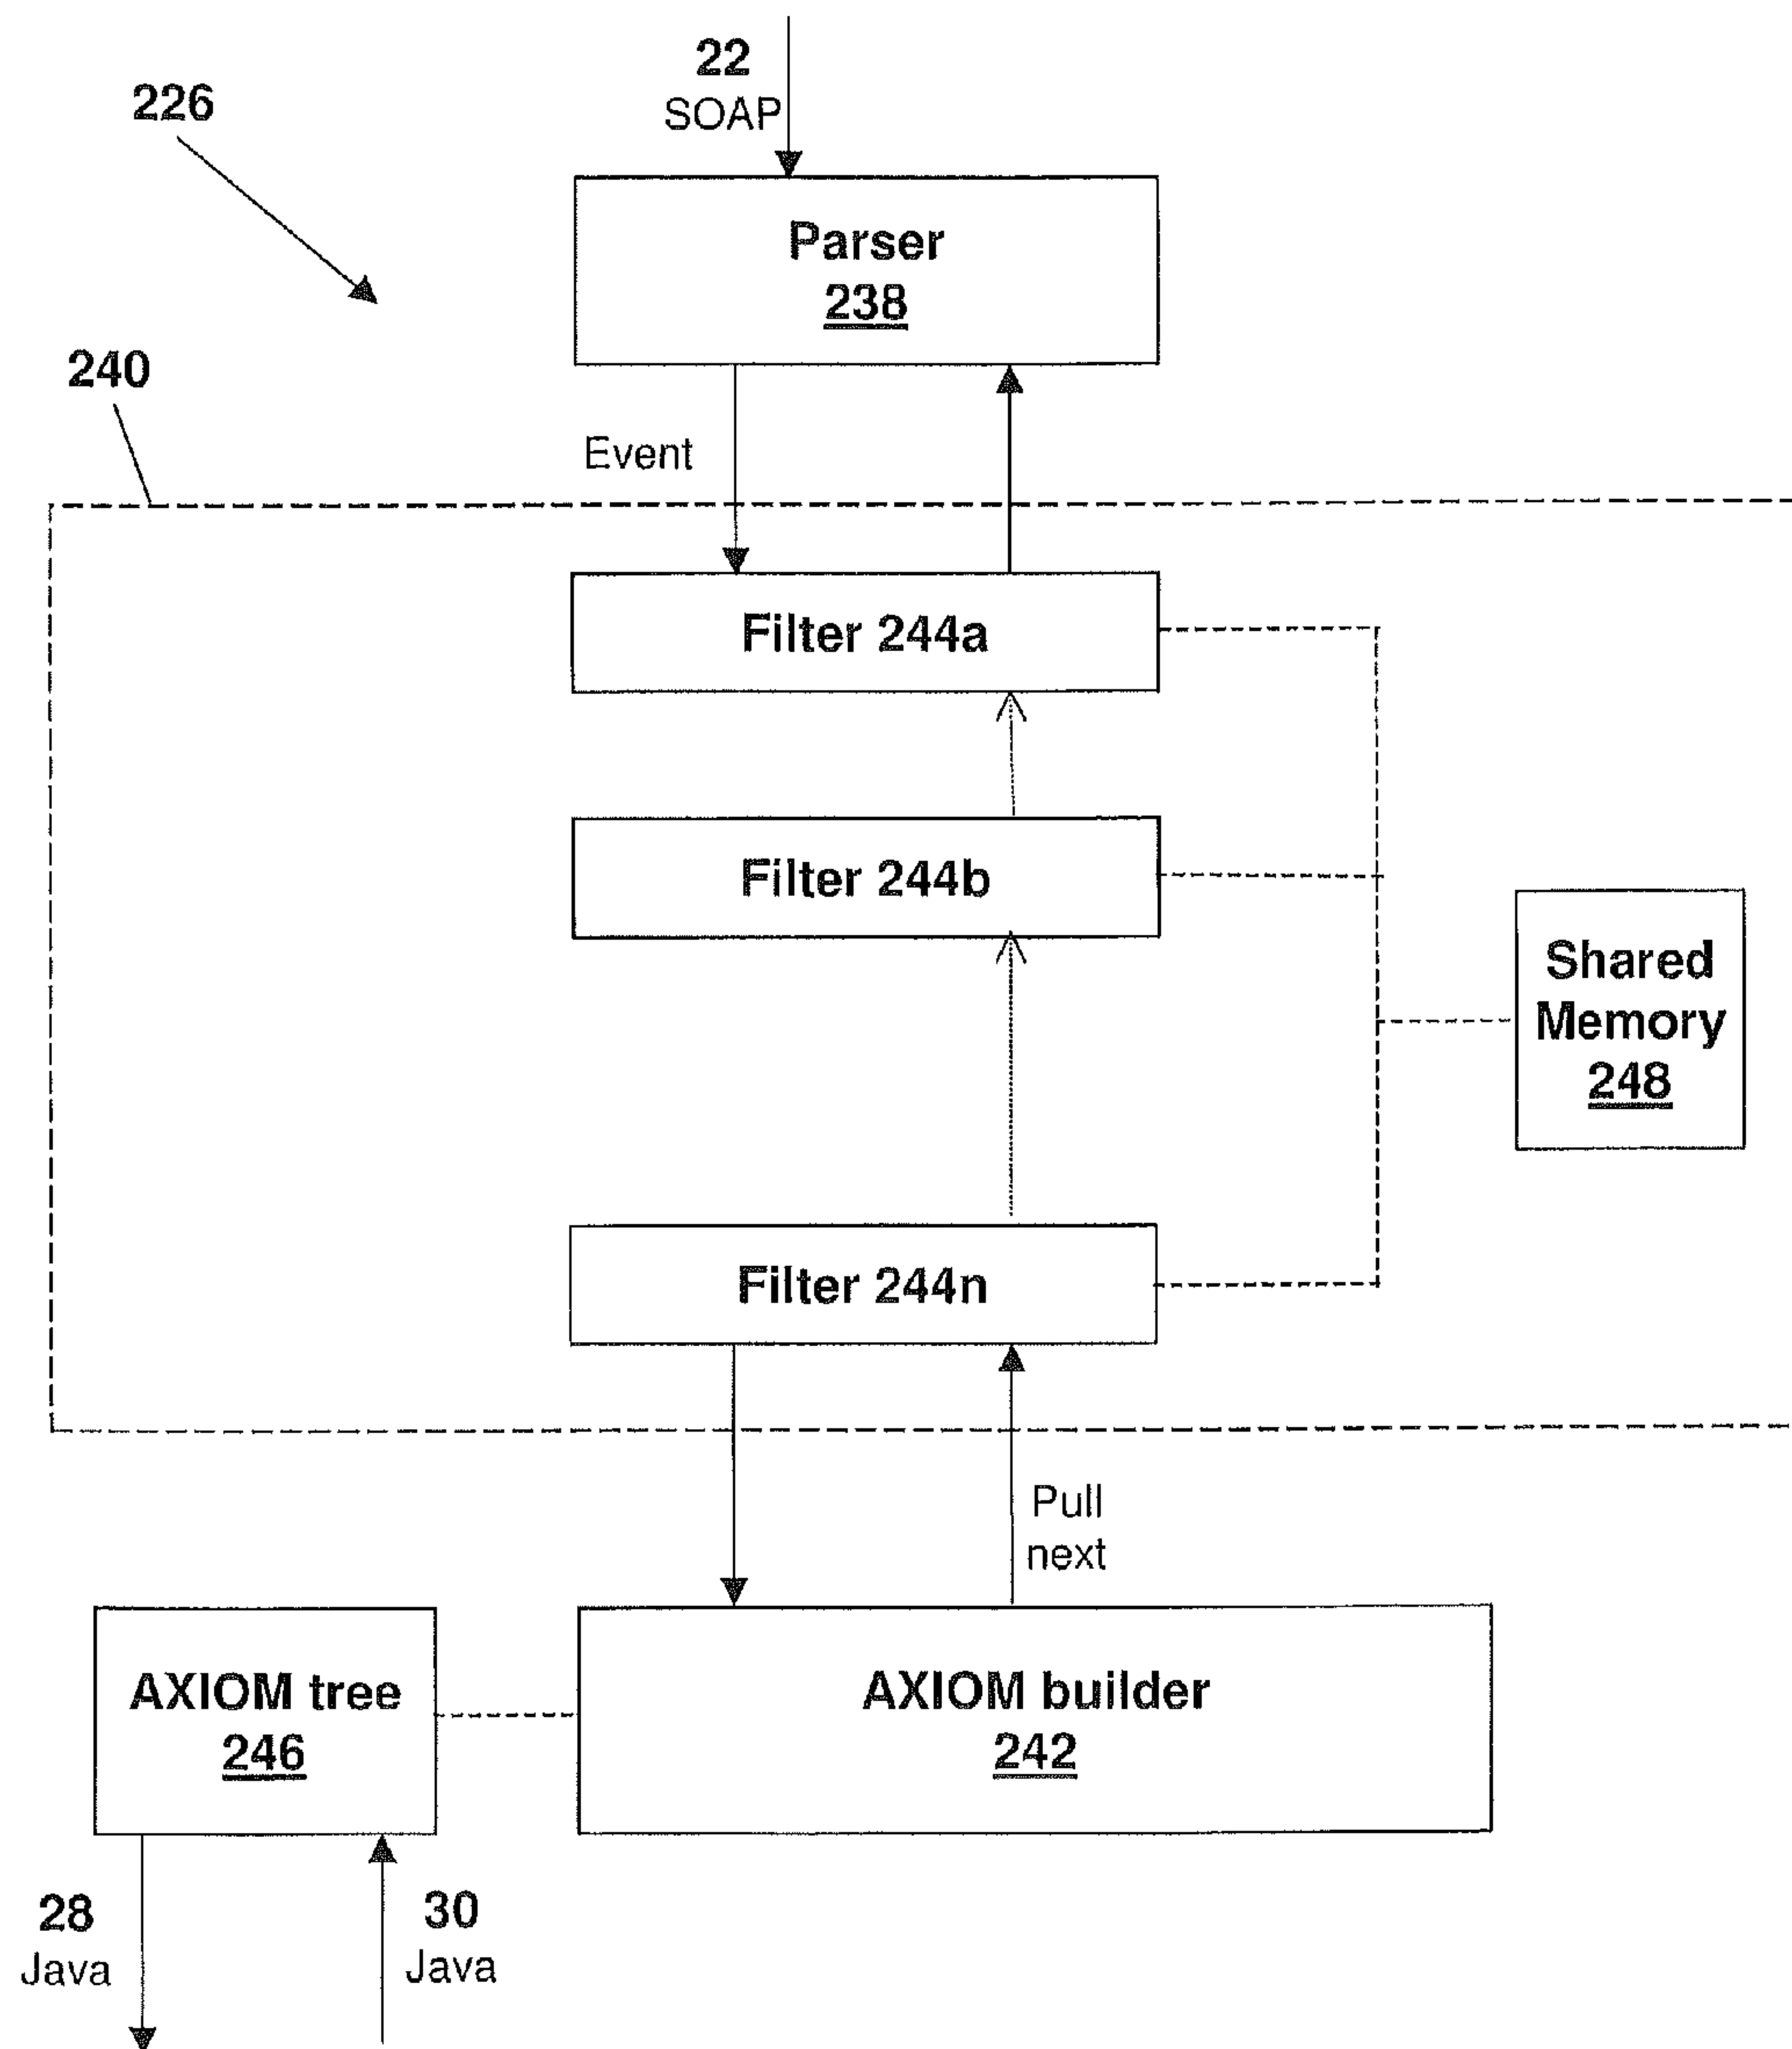 22
SOAP
226
Parser
238
240
Event
Filter 244a
Filter 244b
Shared
Memory
248
Filter 244n
Pull
next
AXIOM tree
246
AXIOM builder
242
28
Java
30
Java